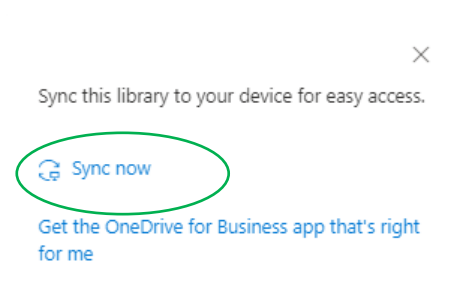 Sync this library to your device for easy access.
Sync now
Get the OneDrive for Business app that's right
for me